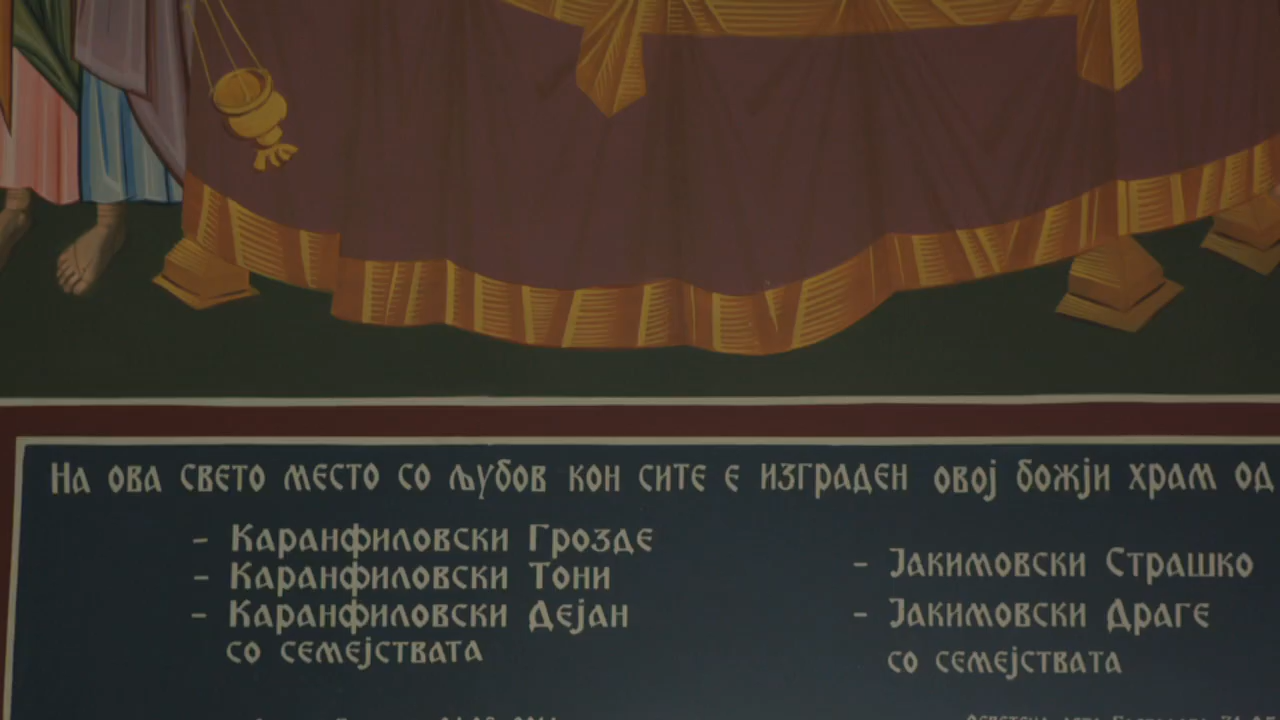 На ова свето место со љубов кон сите е изграден овој божји храм од
- Каранфиловски Грозде
- Каранфиловски Тони
- Каранфиловски Дејан
со семејствата
- Јакимовски Страшко
- Јакимовски Драге
со семејствата